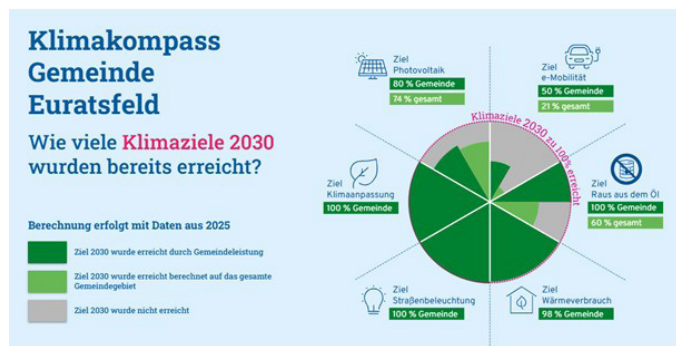 Klimakompass
Gemeinde
Euratsfeld
Wie viele Klimaziele 2030
wurden bereits erreicht?
Berechnung erfolgt mit Daten aus 2025
Ziel 2030 wurde erreicht durch Gemeindeleistung
Ziel 2030 wurde erreicht berechnet auf das gesamte
Gemeindegebiet
Ziel 2030 wurde nicht erreicht
Ziel
Photovoltaik
80 % Gemeinde
74 % gesamt
Ziel
e-Mobilität
50 % Gemeinde
21 % gesamt
Klimaziele 2030 zu 100% erreicht
Ziel
Klimaanpassung
100 % Gemeinde
Ziel
Raus aus dem Öl
100 % Gemeinde
60 % gesamt
Ziel
Straßenbeleuchtung
100 % Gemeinde
Ziel
Wärmeverbrauch
98 % Gemeinde